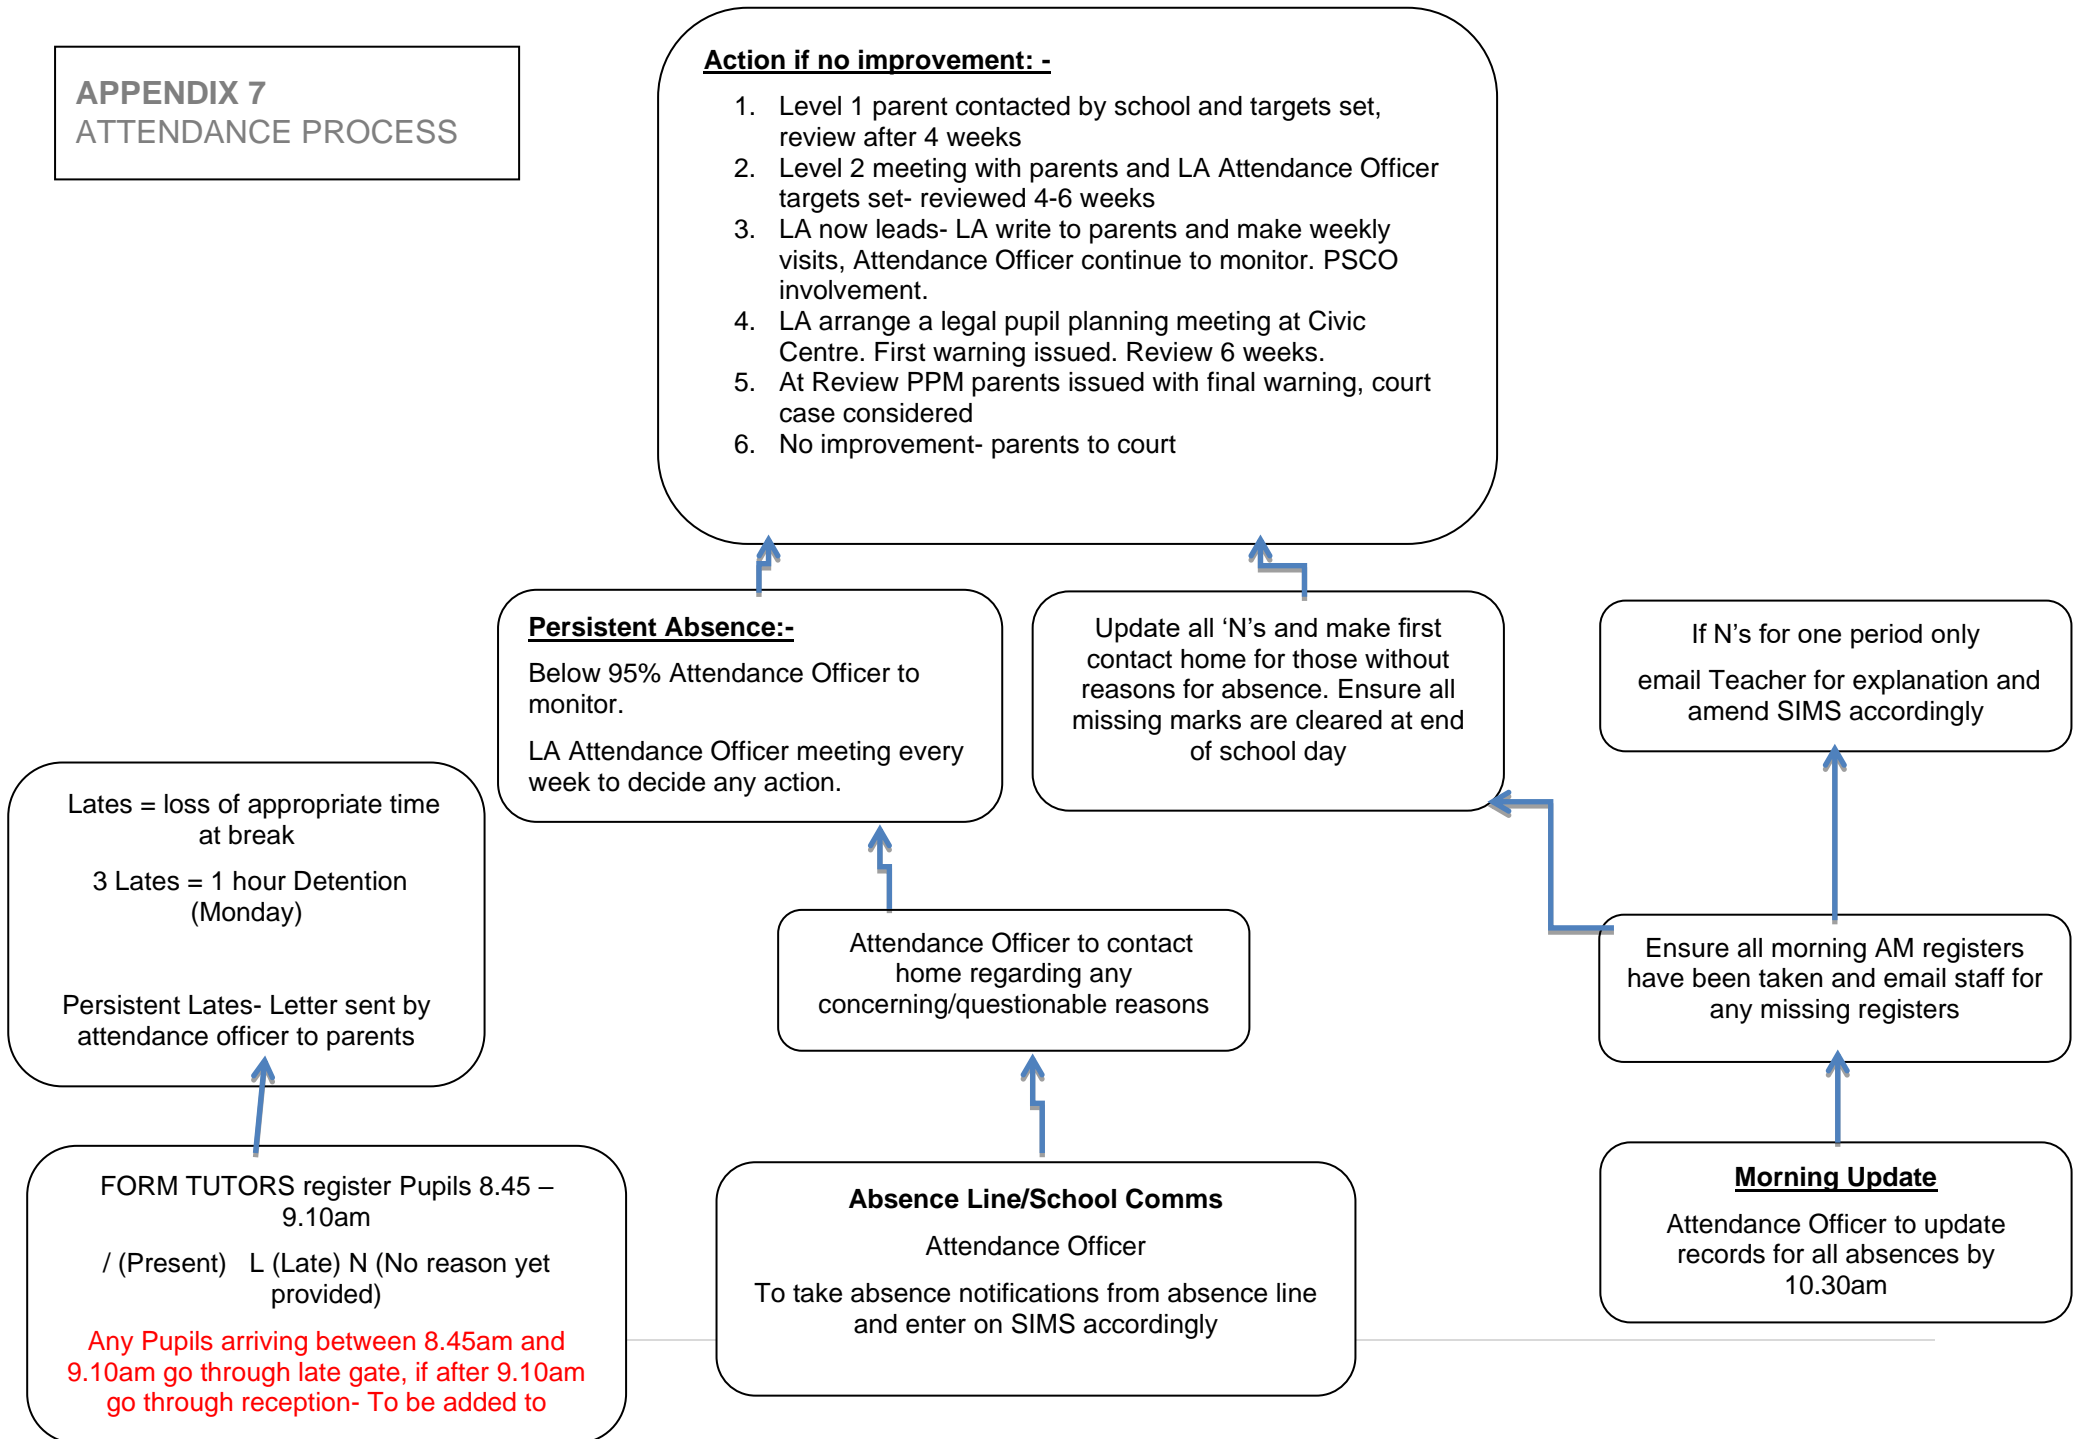 APPENDIX 7
ATTENDANCE PROCESS
Action if no improvement: -
1. Level 1 parent contacted by school and targets set,
review after 4 weeks
2. Level 2 meeting with parents and LA Attendance Officer
targets set- reviewed 4-6 weeks
3. LA now leads- LA write to parents and make weekly
visits, Attendance Officer continue to monitor. PSCO
involvement.
4. LA arrange a legal pupil planning meeting at Civic
Centre. First warning issued. Review 6 weeks.
5. At Review PPM parents issued with final warning, court
case considered
6. No improvement- parents to court
Persistent Absence:-
Below 95% Attendance Officer to
monitor.
LA Attendance Officer meeting every
week to decide any action.
Update all ‘N’s and make first
contact home for those without
reasons for absence. Ensure all
missing marks are cleared at end
of school day
If N’s for one period only
email Teacher for explanation and
amend SIMS accordingly
Lates = loss of appropriate time
at break
3 Lates = 1 hour Detention
(Monday)
Persistent Lates- Letter sent by
attendance officer to parents
Attendance Officer to contact
home regarding any
concerning/questionable reasons
Ensure all morning AM registers
have been taken and email staff for
any missing registers
FORM TUTORS register Pupils 8.45 –
9.10am
/ (Present) L (Late) N (No reason yet
provided)
Any Pupils arriving between 8.45am and
9.10am go through late gate, if after 9.10am
go through reception- To be added to
Absence Line/School Comms
Attendance Officer
To take absence notifications from absence line
and enter on SIMS accordingly
Morning Update
Attendance Officer to update
records for all absences by
10.30am